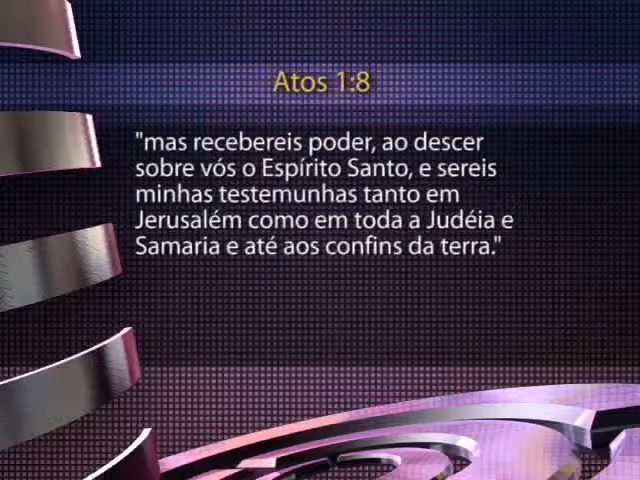 Atos 1:8
"mas recebereis poder, ao descer
sobre vós o Espírito Santo, e sereis
minhas testemunhas tanto em
Jerusalém como em toda a Judéia e
Samaria e até aos confins da terra."